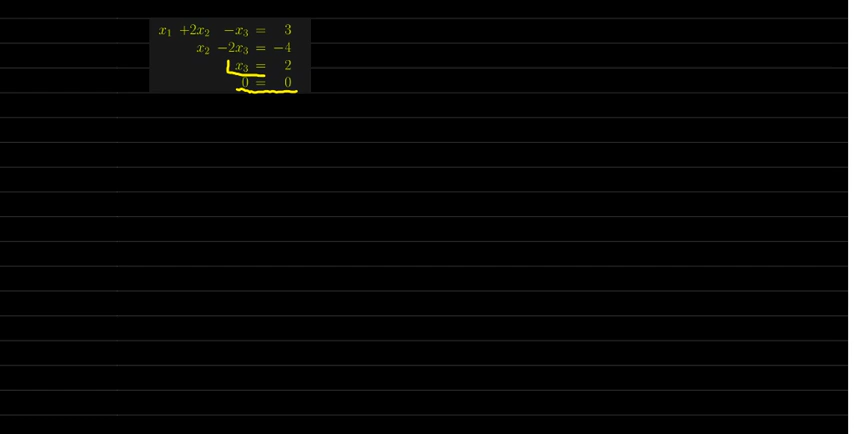 x₁ +2x₂ −x₃ = 3
x₂ −2x₃ = −4
x₃ = 2
0 = 0